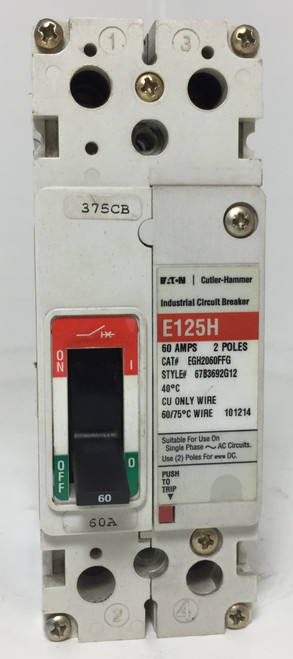 1 3
375CB
EATON Cutler-Hammer
Industrial Circuit Breaker
E125H
60 AMPS 2 POLES
CAT# EGH2060FFG
STYLE# 67B3692G12
40°C
CU ONLY WIRE
60/75°C WIRE 101214
Suitable For Use On
Single Phase ~ AC Circuits.
Use (2) Poles For www DC.
PUSH
TO
TRIP
ON I
OFF O
60
60A
2 4